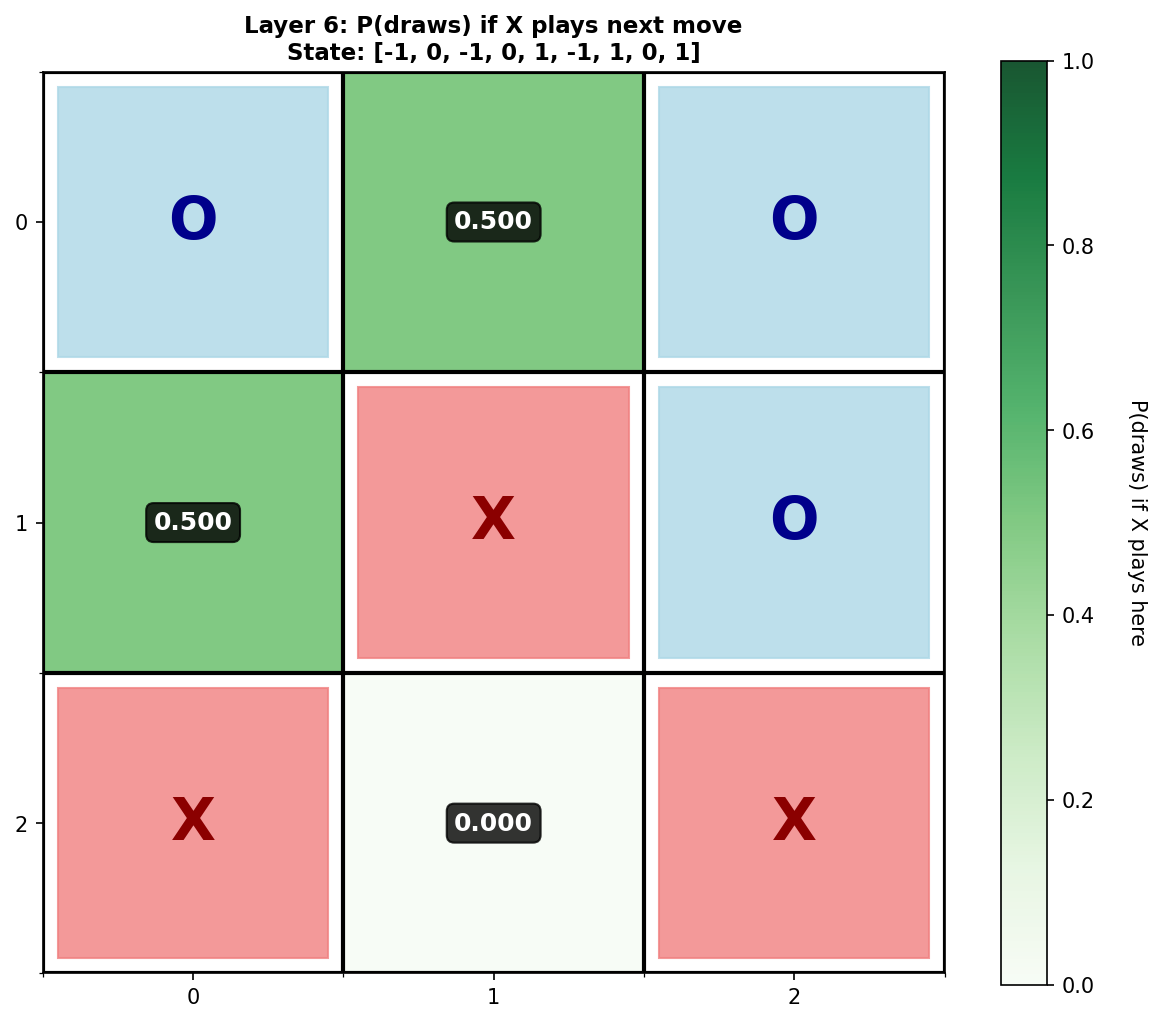 Layer 6: P(draws) if X plays next move
State: [-1, 0, -1, 0, 1, -1, 1, 0, 1]
O
0.500
O
0.500
X
O
X
0.000
X
0
1
2
0
1
2
1.0
0.8
0.6
0.4
0.2
0.0
P(draws) if X plays here